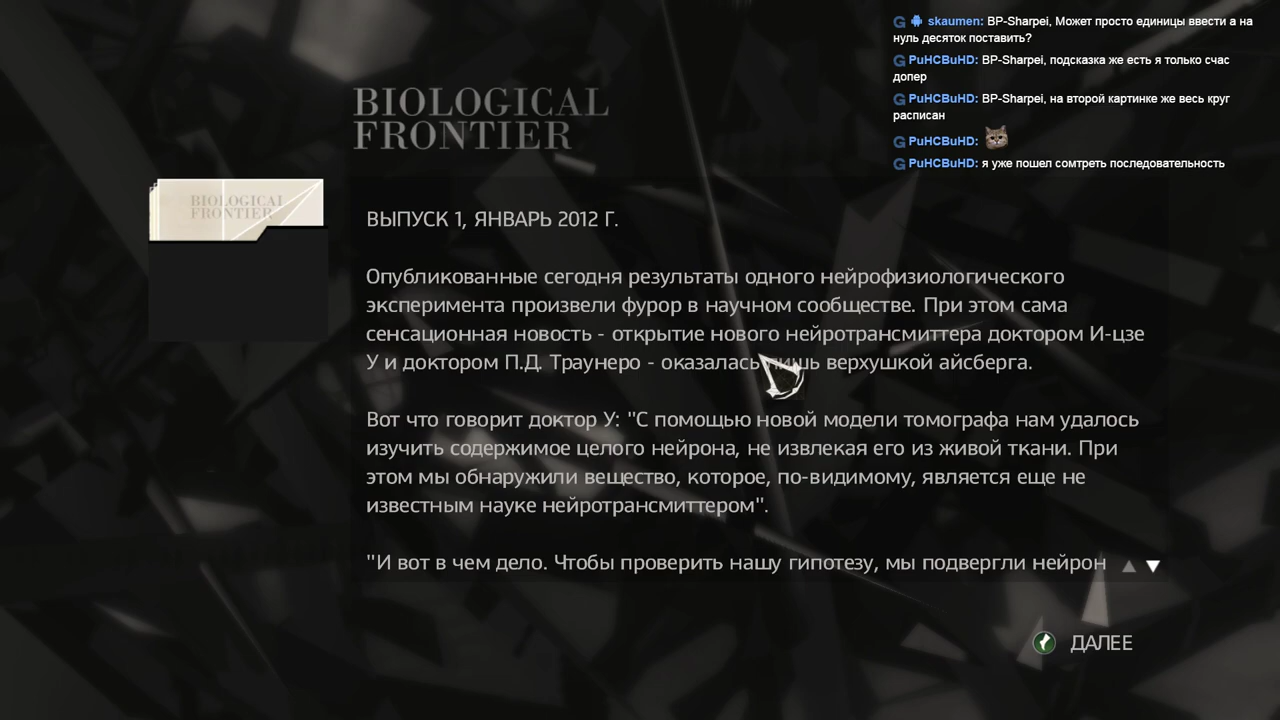 skaumen: BP-Sharpei, Может просто единицы ввести а на
нуль десяток поставить?
PuHCBuHD: BP-Sharpei, подсказка же есть я только счас
допер
PuHCBuHD: BP-Sharpei, на второй картинке же весь круг
расписан
PuHCBuHD:
PuHCBuHD: я уже пошел сомтреть последовательность
BIOLOGICAL
FRONTIER
BIOLOGICAL
FRONTIER
ВЫПУСК 1, ЯНВАРЬ 2012 Г.
Опубликованные сегодня результаты одного нейрофизиологического
эксперимента произвели фурор в научном сообществе. При этом сама
сенсационная новость - открытие нового нейротрансмиттера доктором И-цзе
У и доктором П.Д. Траунеро - оказалась лишь верхушкой айсберга.
Вот что говорит доктор У: "С помощью новой модели томографа нам удалось
изучить содержимое целого нейрона, не извлекая его из живой ткани. При
этом мы обнаружили вещество, которое, по-видимому, является еще не
известным науке нейротрансмиттером".
"И вот в чем дело. Чтобы проверить нашу гипотезу, мы подвергли нейрон
ДАЛЕЕ